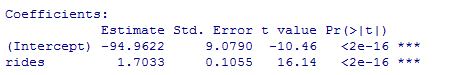 Coefficients:
Estimate Std. Error t value Pr(>|t|)
(Intercept) -94.9622 9.0790 -10.46 <2e-16 ***
rides 1.7033 0.1055 16.14 <2e-16 ***